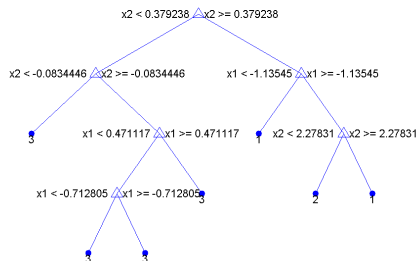 x2 < 0.379238 x2 >= 0.379238
x2 < -0.0834446 x2 >= -0.0834446 x1 < -1.13545 x1 >= -1.13545
3 x1 < 0.471117 x1 >= 0.471117 1 x2 < 2.27831 x2 >= 2.27831
x1 < -0.712805 x1 >= -0.712805 3 2 1
3 3